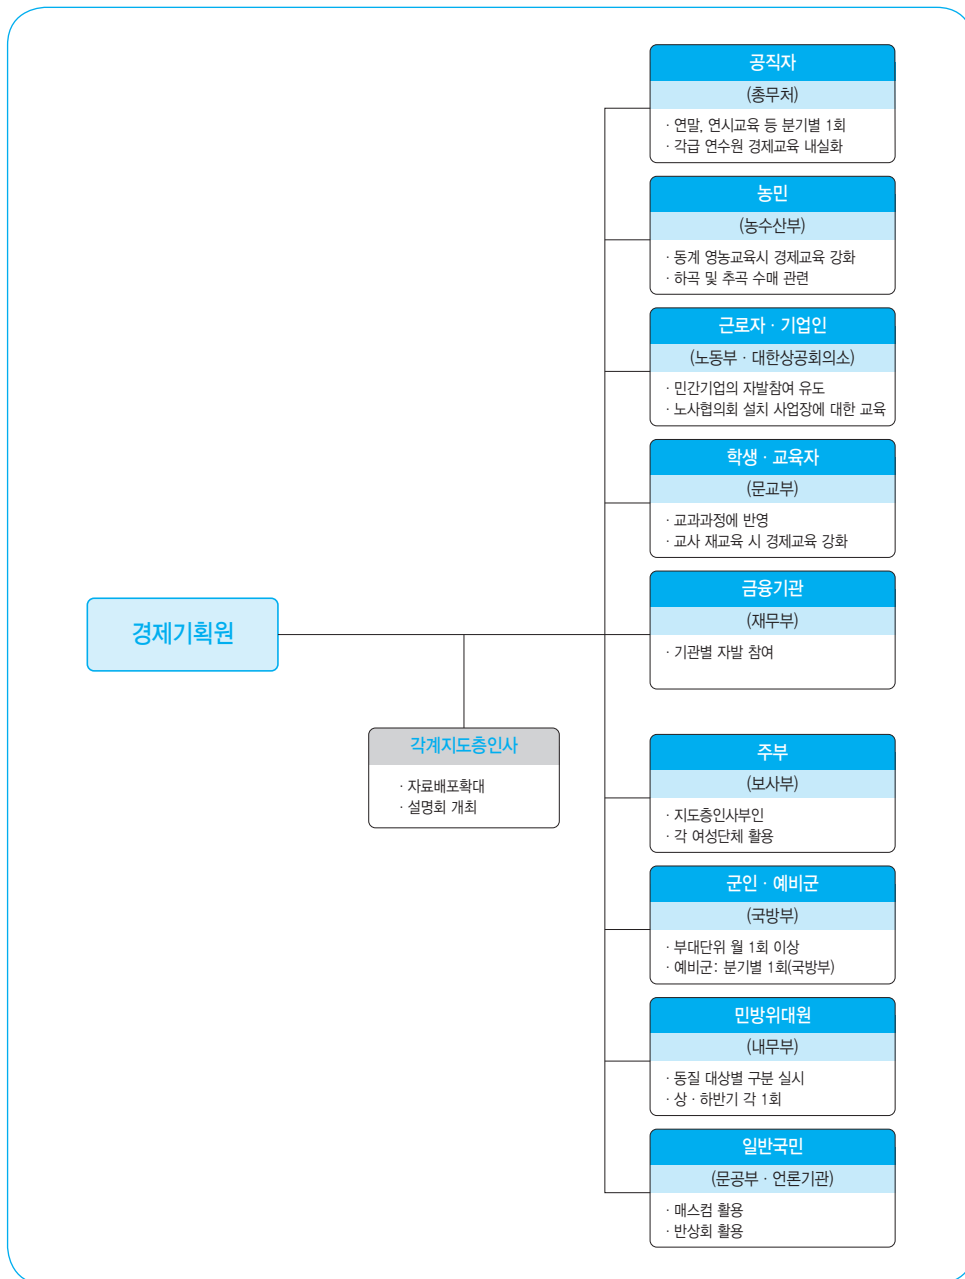 공직자
(총무처)
· 연말, 연시교육 등 분기별 1회
· 각급 연수원 경제교육 내실화
농민
(농수산부)
· 동계 영농교육시 경제교육 강화
· 하곡 및 추곡 수매 관련
근로자 · 기업인
(노동부 · 대한상공회의소)
· 민간기업의 자발참여 유도
· 노사협의회 설치 사업장에 대한 교육
학생 · 교육자
(문교부)
· 교과과정에 반영
· 교사 재교육 시 경제교육 강화
금융기관
(재무부)
· 기관별 자발 참여
경제기획원
각계지도층인사
· 자료배포확대
· 설명회 개최
주부
(보사부)
· 지도층인사부인
· 각 여성단체 활용
군인 · 예비군
(국방부)
· 부대단위 월 1회 이상
· 예비군: 분기별 1회(국방부)
민방위대원
(내무부)
· 동질 대상별 구분 실시
· 상 · 하반기 각 1회
일반국민
(문공부 · 언론기관)
· 매스컴 활용
· 반상회 활용